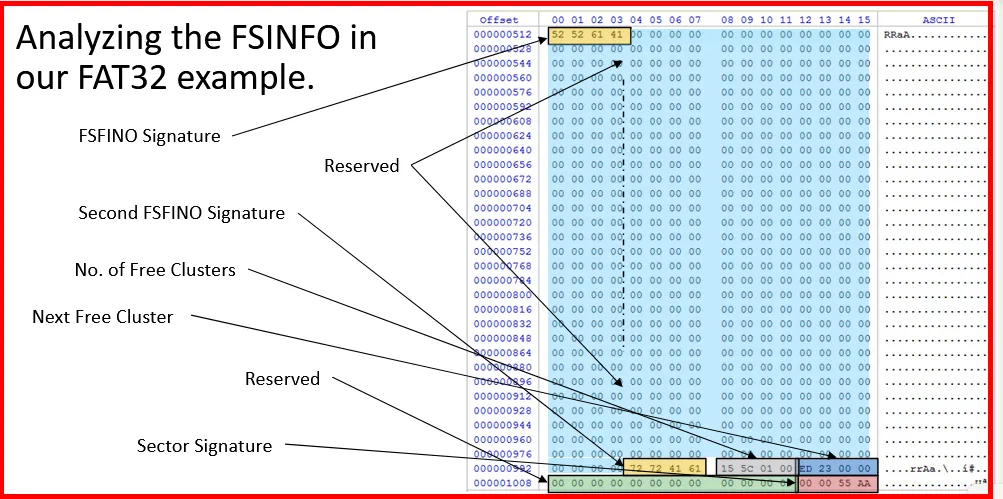 Analyzing the FSINFO in
our FAT32 example.
FSFINO Signature
Reserved
Second FSFINO Signature
No. of Free Clusters
Next Free Cluster
Reserved
Sector Signature
Offset 00 01 02 03 04 05 06 07 08 09 10 11 12 13 14 15 ASCII
000000512 52 52 61 41 00 00 00 00 00 00 00 00 00 00 00 00 RRaA............
000000528 00 00 00 00 00 00 00 00 00 00 00 00 00 00 00 00 ................
000000544 00 00 00 00 00 00 00 00 00 00 00 00 00 00 00 00 ................
000000560 00 00 00 00 00 00 00 00 00 00 00 00 00 00 00 00 ................
000000576 00 00 00 00 00 00 00 00 00 00 00 00 00 00 00 00 ................
000000592 00 00 00 00 00 00 00 00 00 00 00 00 00 00 00 00 ................
000000608 00 00 00 00 00 00 00 00 00 00 00 00 00 00 00 00 ................
000000624 00 00 00 00 00 00 00 00 00 00 00 00 00 00 00 00 ................
000000640 00 00 00 00 00 00 00 00 00 00 00 00 00 00 00 00 ................
000000656 00 00 00 00 00 00 00 00 00 00 00 00 00 00 00 00 ................
000000672 00 00 00 00 00 00 00 00 00 00 00 00 00 00 00 00 ................
000000688 00 00 00 00 00 00 00 00 00 00 00 00 00 00 00 00 ................
000000704 00 00 00 00 00 00 00 00 00 00 00 00 00 00 00 00 ................
000000720 00 00 00 00 00 00 00 00 00 00 00 00 00 00 00 00 ................
000000736 00 00 00 00 00 00 00 00 00 00 00 00 00 00 00 00 ................
000000752 00 00 00 00 00 00 00 00 00 00 00 00 00 00 00 00 ................
000000768 00 00 00 00 00 00 00 00 00 00 00 00 00 00 00 00 ................
000000784 00 00 00 00 00 00 00 00 00 00 00 00 00 00 00 00 ................
000000800 00 00 00 00 00 00 00 00 00 00 00 00 00 00 00 00 ................
000000816 00 00 00 00 00 00 00 00 00 00 00 00 00 00 00 00 ................
000000832 00 00 00 00 00 00 00 00 00 00 00 00 00 00 00 00 ................
000000848 00 00 00 00 00 00 00 00 00 00 00 00 00 00 00 00 ................
000000864 00 00 00 00 00 00 00 00 00 00 00 00 00 00 00 00 ................
000000880 00 00 00 00 00 00 00 00 00 00 00 00 00 00 00 00 ................
000000896 00 00 00 00 00 00 00 00 00 00 00 00 00 00 00 00 ................
000000912 00 00 00 00 00 00 00 00 00 00 00 00 00 00 00 00 ................
000000928 00 00 00 00 00 00 00 00 00 00 00 00 00 00 00 00 ................
000000944 00 00 00 00 00 00 00 00 00 00 00 00 00 00 00 00 ................
000000960 00 00 00 00 00 00 00 00 00 00 00 00 00 00 00 00 ................
000000976 00 00 00 00 00 00 00 00 00 00 00 00 00 00 00 00 ................
000000992 00 00 00 00 72 72 41 61 15 5C 01 00 ED 23 00 00 ....rrAa.\..í#..
000001008 00 00 00 00 00 00 00 00 00 00 00 00 00 00 55 AA